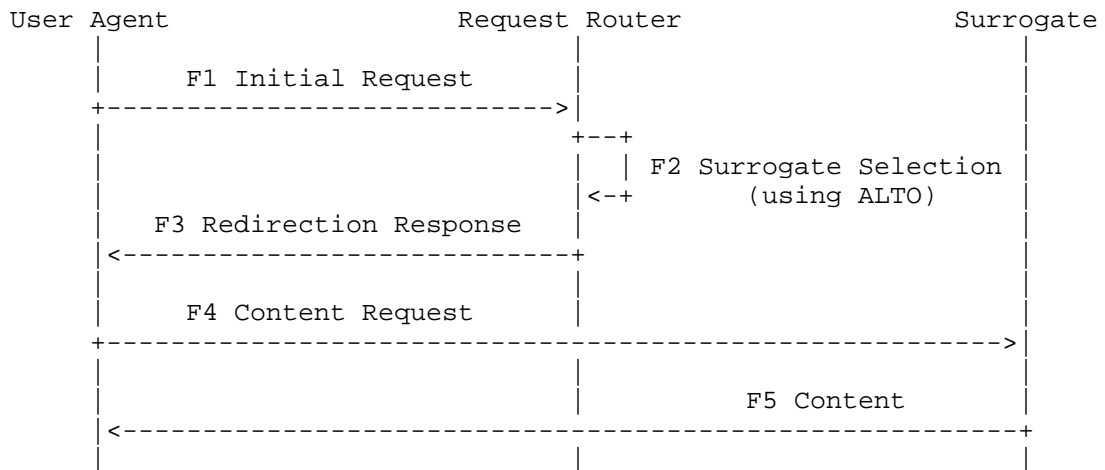 User Agent Request Router Surrogate
F1 Initial Request
F2 Surrogate Selection
(using ALTO)
F3 Redirection Response
F4 Content Request
F5 Content